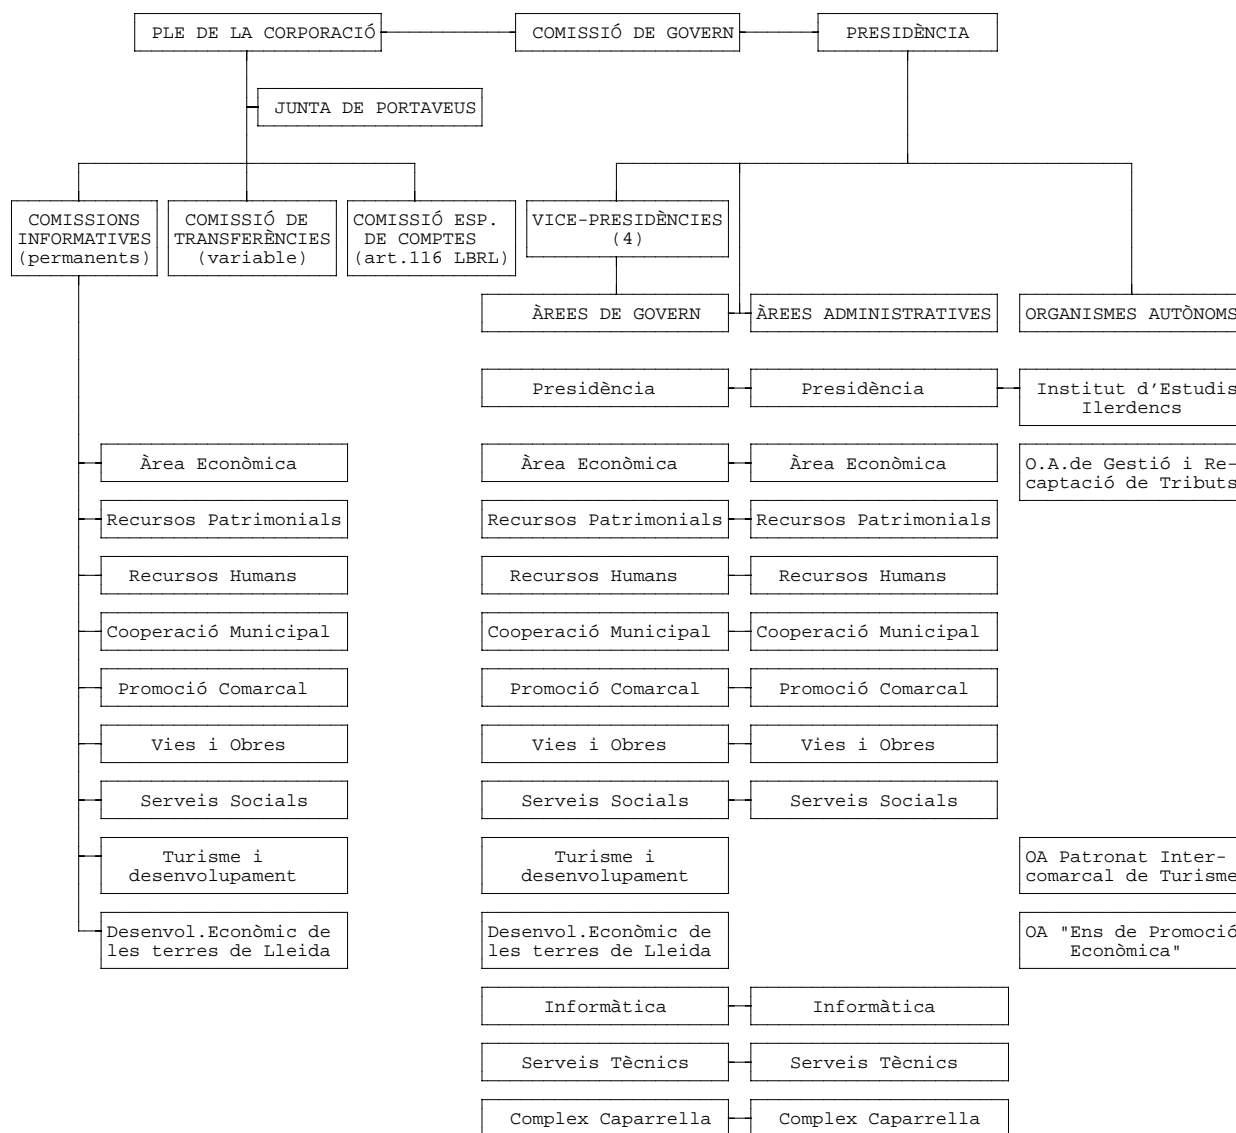 PLE DE LA CORPORACIÓ
COMISSIÓ DE GOVERN
PRESIDÈNCIA
JUNTA DE PORTAVEUS
COMISSIONS
INFORMATIVES
(permanents)
COMISSIÓ DE
TRANSFERÈNCIES
(variable)
COMISSIÓ ESP.
DE COMPTES
(art.116 LBRL)
VICE-PRESIDÈNCIES
(4)
ÀREES DE GOVERN
ÀREES ADMINISTRATIVES
ORGANISMES AUTÒNOMS
Presidència
Presidència
Institut d'Estudis
Ilerdencs
Àrea Econòmica
Àrea Econòmica
Àrea Econòmica
O.A.de Gestió i Re-
captació de Tributs
Recursos Patrimonials
Recursos Patrimonials
Recursos Patrimonials
Recursos Humans
Recursos Humans
Recursos Humans
Cooperació Municipal
Cooperació Municipal
Cooperació Municipal
Promoció Comarcal
Promoció Comarcal
Promoció Comarcal
Vies i Obres
Vies i Obres
Vies i Obres
Serveis Socials
Serveis Socials
Serveis Socials
Turisme i
desenvolupament
Turisme i
desenvolupament
OA Patronat Inter-
comarcal de Turisme
Desenvol.Econòmic de
les terres de Lleida
Desenvol.Econòmic de
les terres de Lleida
OA "Ens de Promoció
Econòmica"
Informàtica
Informàtica
Serveis Tècnics
Serveis Tècnics
Complex Caparrella
Complex Caparrella